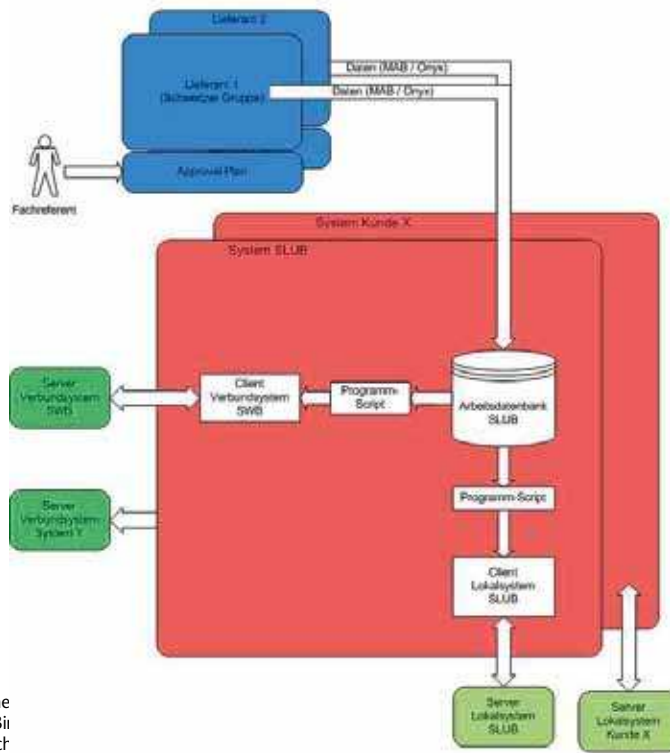 Lieferant 2
Daten (MAB / Onyx)
Lieferant 1
(Schweitzer Gruppe)
Daten (MAB / Onyx)
Approval-Plan
Fachreferent
System Kunde X
System SLUB
Server
Verbundsystem
SWB
Client
Verbundsystem
SWB
Programm-
Script
Arbeitsdatenbank
SLUB
Server
Verbundsystem-
System Y
Programm-Script
Client
Lokalsystem
SLUB
Server
Lokalsystem
SLUB
Server
Lokalsystem
Kunde X